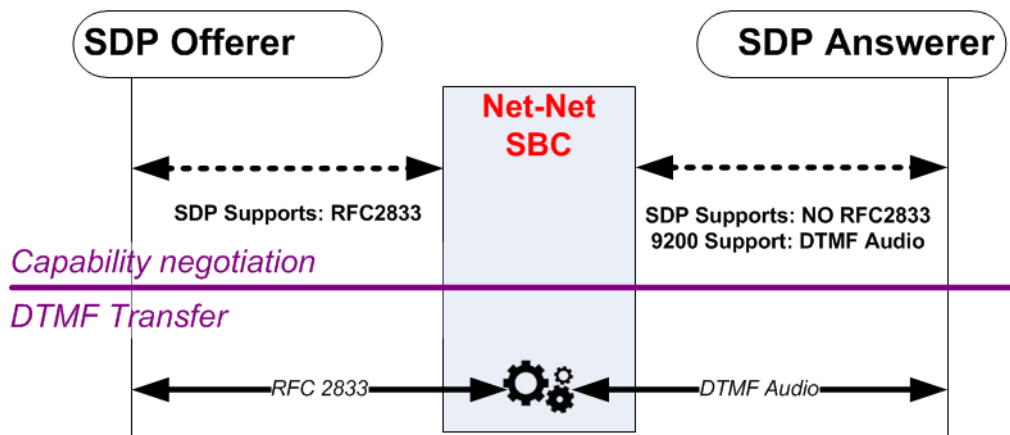 SDP Offerer
SDP Answerer
Net-Net
SBC
SDP Supports: RFC2833
SDP Supports: NO RFC2833
9200 Support: DTMF Audio
Capability negotiation
DTMF Transfer
RFC 2833
DTMF Audio